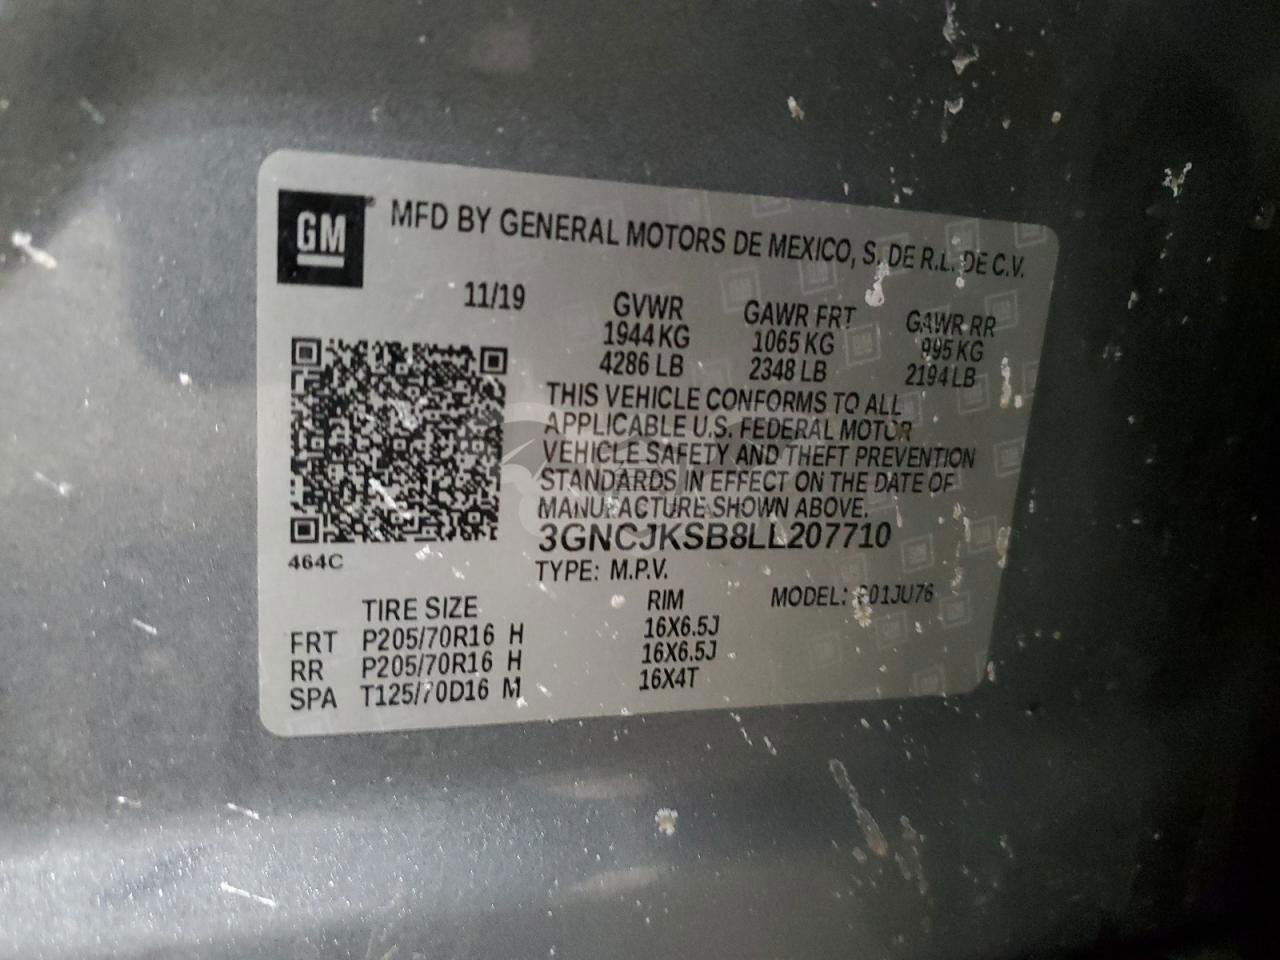 GM
MFD BY GENERAL MOTORS DE MEXICO, S. DE R.L. DE C.V.
11/19 GVWR GAWR FRT GAWR RR
1944 KG 1065 KG 995 KG
4286 LB 2348 LB 2194 LB
THIS VEHICLE CONFORMS TO ALL
APPLICABLE U.S. FEDERAL MOTOR
VEHICLE SAFETY AND THEFT PREVENTION
STANDARDS IN EFFECT ON THE DATE OF
MANUFACTURE SHOWN ABOVE.
3GNCJKSB8LL207710
464C
TYPE: M.P.V.
TIRE SIZE RIM MODEL:
FRT P205/70R16 H 16X6.5J
RR P205/70R16 H 16X6.5J
SPA T125/70D16 M 16X4T